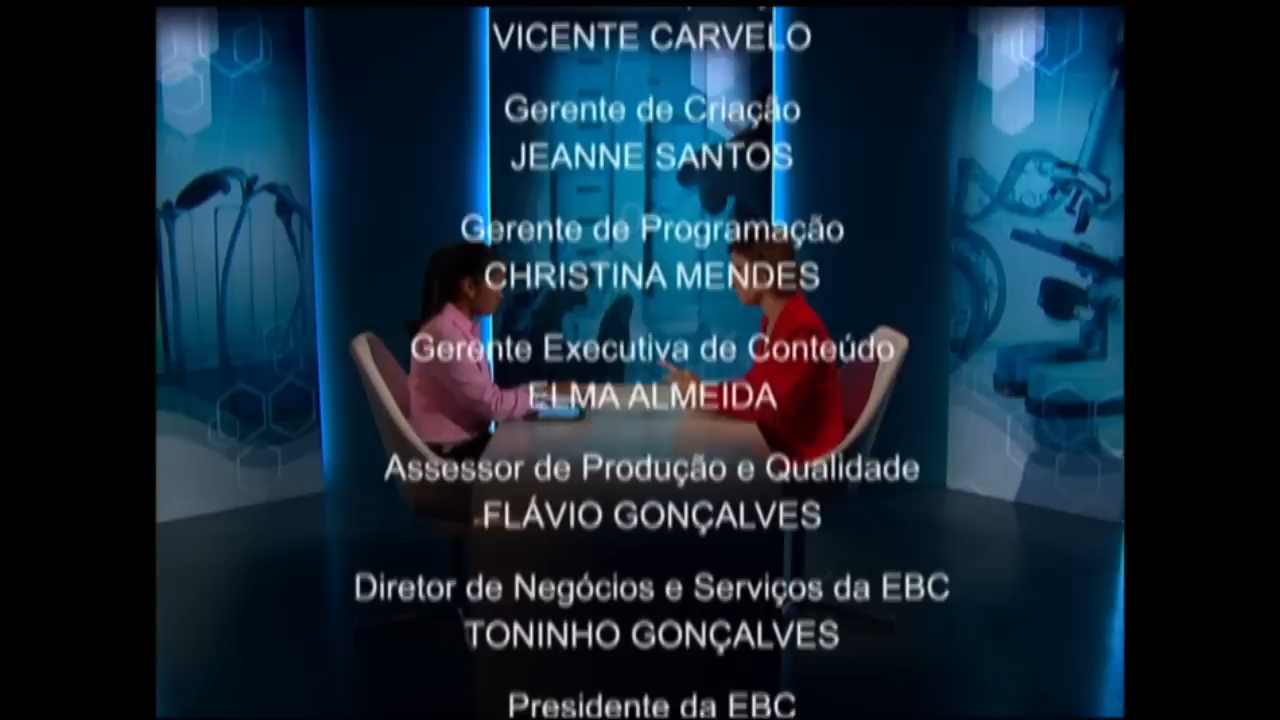 VICENTE CARVELO
Gerente de Criação
JEANNE SANTOS
Gerente de Programação
CHRISTINA MENDES
Gerente Executiva de Conteúdo
ELMA ALMEIDA
Assessor de Produção e Qualidade
FLÁVIO GONÇALVES
Diretor de Negócios e Serviços da EBC
TONINHO GONÇALVES
Presidente da EBC